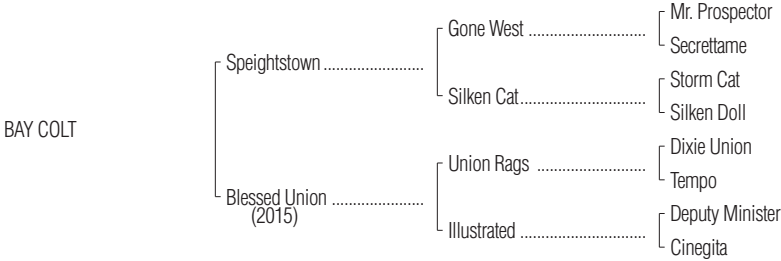 Mr. Prospector
Gone West ..............................
Secrettame
Speightstown ........................
Storm Cat
Silken Cat................................
Silken Doll
BAY COLT
Dixie Union
Union Rags ............................
Tempo
Blessed Union ......................
(2015)
Deputy Minister
Illustrated ................................
Cinegita